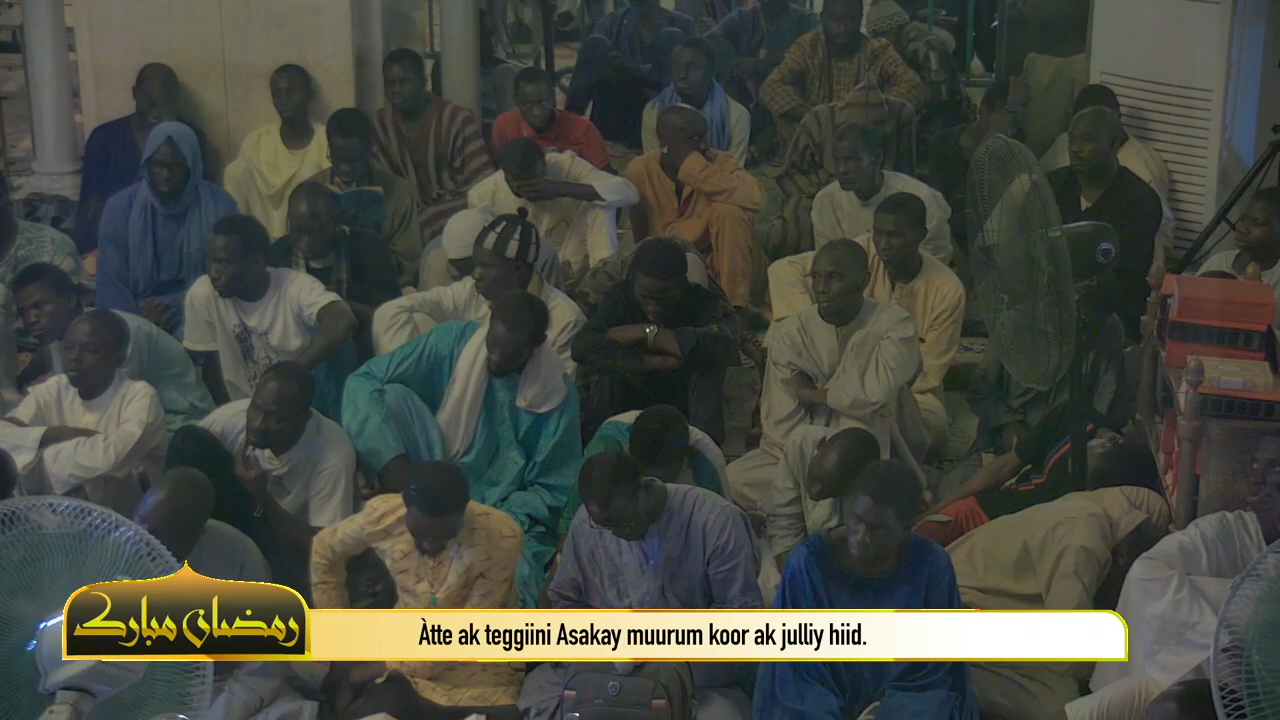 رمضان مبارك
Àtte ak teggiini Asakay muurum koor ak julliy hiid.